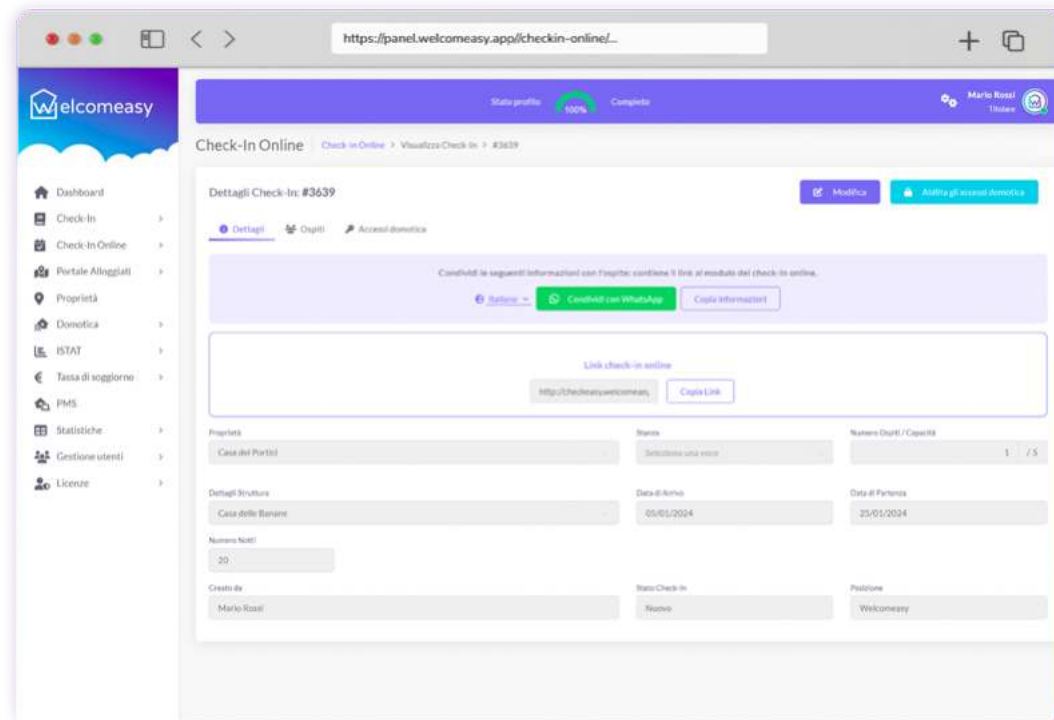 https://panel.welcomeasy.app//checkin-online/...
Welcomeasy
Stato profilo 100% Completo
Mario Rossi
Titolare
Check-In Online Check-in Online > Visualizza Check-In > #3639
Dashboard
Check-In
Check-In Online
Portale Alloggiati
Proprietà
Domotica
ISTAT
Tassa di soggiorno
PMS
Statistiche
Gestione utenti
Licenze
Dettagli Check-In: #3639
Modifica
Abilita gli accessi domotica
Dettagli Ospiti Accessi domotica
Condividi le seguenti informazioni con l'ospite: contiene il link al modulo del check-in online.
Italiano Condividi con WhatsApp Copia informazioni
Link check-in online
http://checkeasy.welcomeasy. Copia Link
Proprietà Stanza Numero Ospiti / Capacità
Casa dei Portici Seleziona una voce 1 / 5
Dettagli Struttura Data di Arrivo Data di Partenza
Casa delle Banane 05/01/2024 25/01/2024
Numero Notti
20
Creato da Stato Check-In Posizione
Mario Rossi Nuovo Welcomeasy